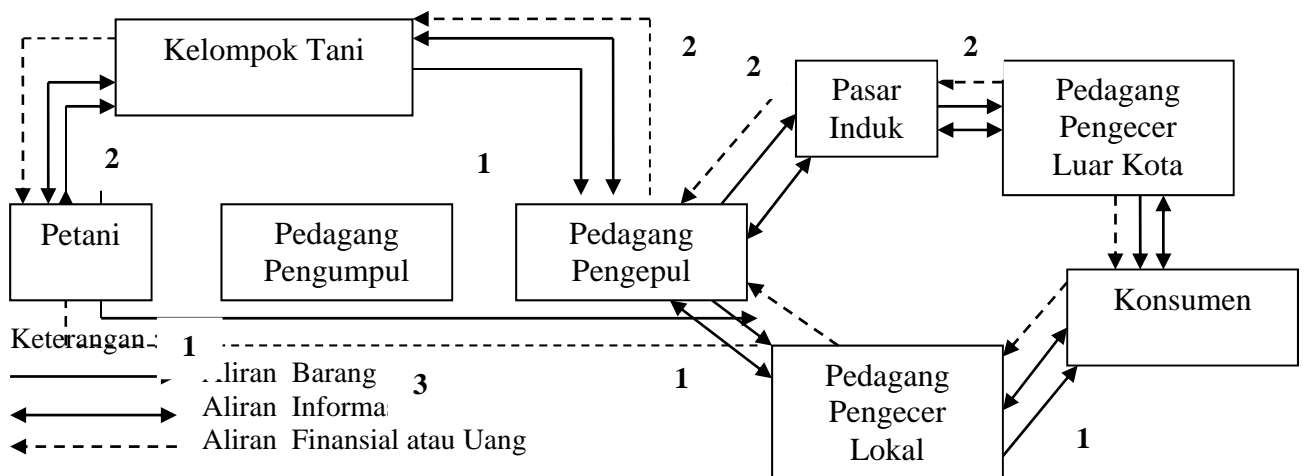 Kelompok Tani
2
2
2
Pasar
Induk
Pedagang
Pengecer
Luar Kota
2
1
Petani
Pedagang
Pengumpul
Pedagang
Pengepul
Konsumen
Keterangan :
1
Aliran Barang
3
1
Pedagang
Pengecer
Lokal
1
Aliran Informas
Aliran Finansial atau Uang